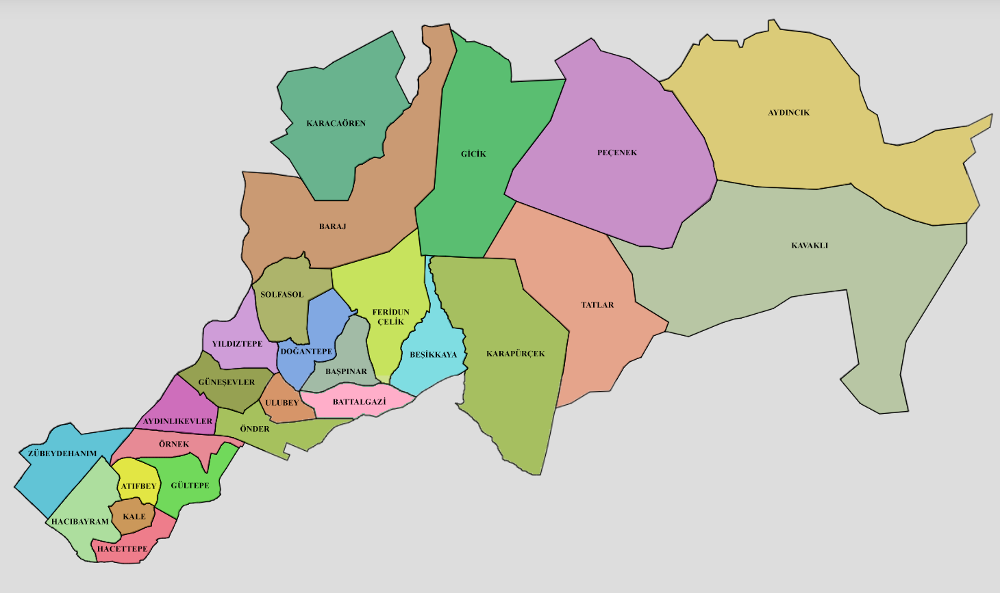 AYDINCIK
KARACAÖREN
GİCİK
PEÇENEK
BARAJ
KAVAKLI
SOLFASOL
TATLAR
FERİDUN
ÇELİK
YILDIZTEPE
DOĞANTEPE
BEŞİKKAYA
KARAPÜRÇEK
BAŞPINAR
GÜNEŞEVLER
ULUBEY
BATTALGAZİ
AYDINLIKEVLER
ÖNDER
ÖRNEK
ZÜBEYDEHANIM
ATIFBEY
GÜLTEPE
KALE
HACIBAYRAM
HACETTEPE